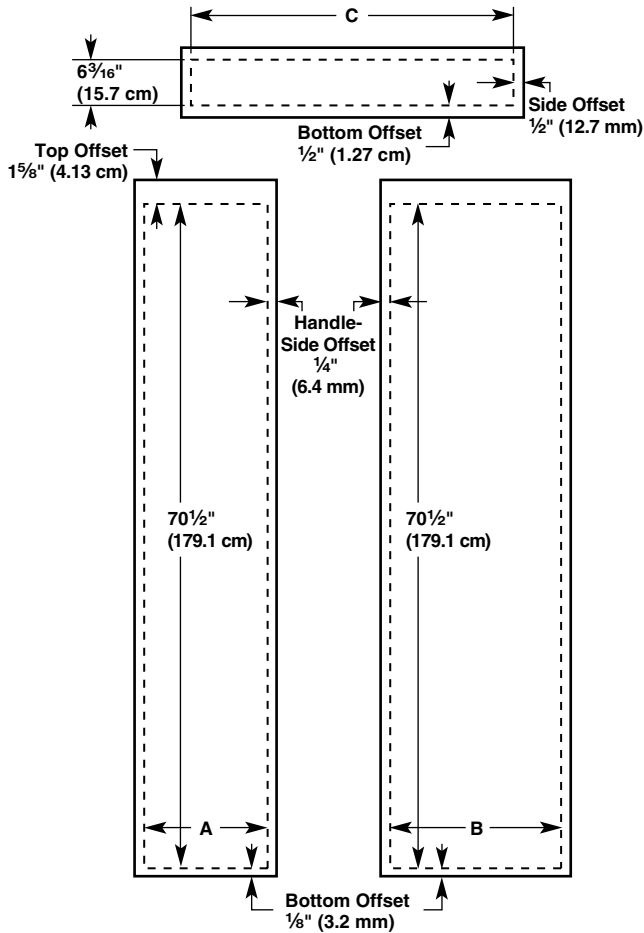 C
6 3⁄16"
(15.7 cm)
Side Offset
½" (12.7 mm)
Bottom Offset
½" (1.27 cm)
Top Offset
1⅝" (4.13 cm)
Handle-
Side Offset
¼"
(6.4 mm)
70½"
(179.1 cm)
70½"
(179.1 cm)
A
B
Bottom Offset
⅛" (3.2 mm)